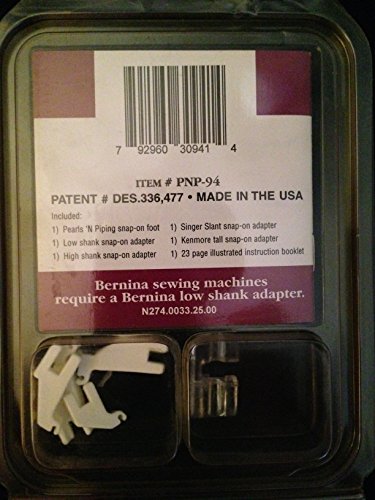 7 92960 30941 4
ITEM # PNP-94
PATENT # DES.336,477 • MADE IN THE USA
Included:
1) Pearls 'N Piping snap-on foot
1) Low shank snap-on adapter
1) High shank snap-on adapter
1) Singer Slant snap-on adapter
1) Kenmore tall snap-on adapter
1) 23 page illustrated instruction booklet
Bernina sewing machines
require a Bernina low shank adapter.
N274.0033.25.00